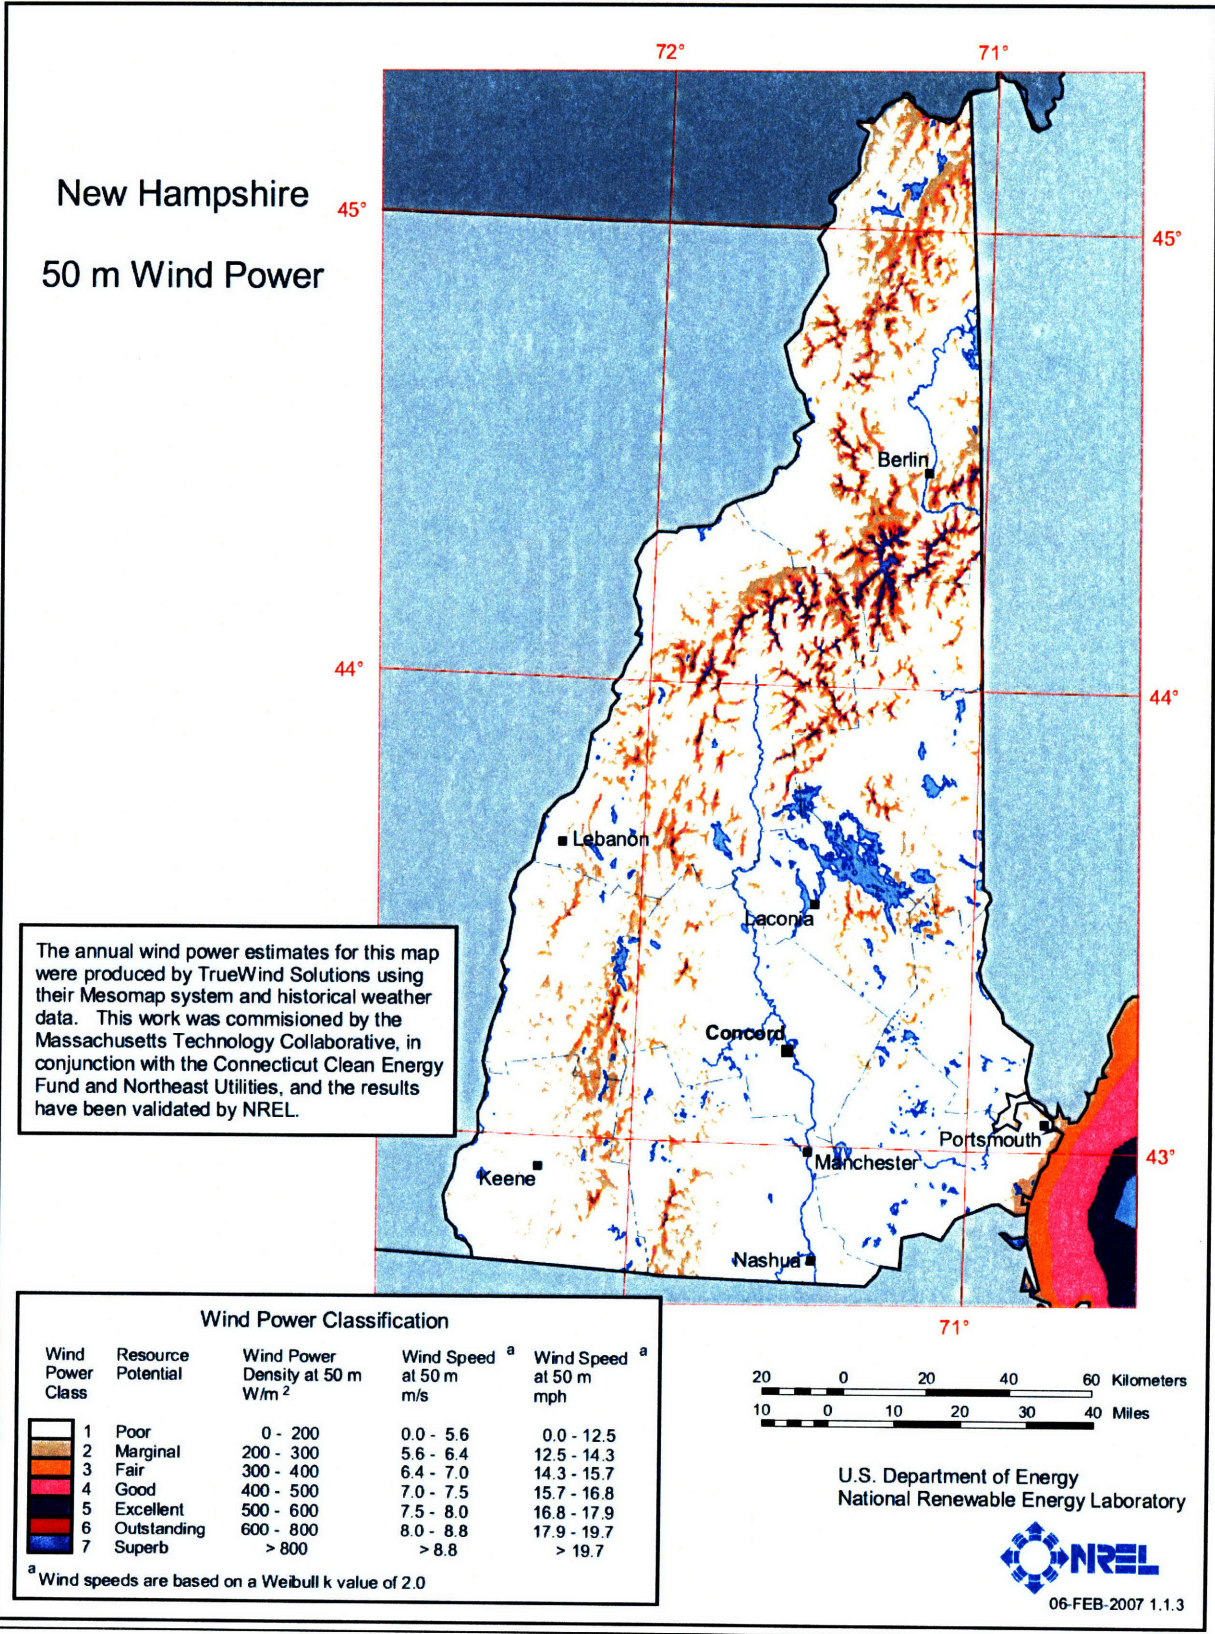 72° 71°
New Hampshire
50 m Wind Power
45° 45°
Berlin
44° 44°
Lebanon
Laconia
The annual wind power estimates for this map
were produced by TrueWind Solutions using
their Mesomap system and historical weather
data. This work was commisioned by the
Massachusetts Technology Collaborative, in
conjunction with the Connecticut Clean Energy
Fund and Northeast Utilities, and the results
have been validated by NREL.
Concord
Portsmouth
43°
Manchester
Keene
Nashua
71°
Wind Power Classification
Wind Power Class Resource Potential Wind Power Density at 50 m W/m 2 Wind Speed a at 50 m m/s Wind Speed a at 50 m mph
1 Poor 0 - 200 0.0 - 5.6 0.0 - 12.5
2 Marginal 200 - 300 5.6 - 6.4 12.5 - 14.3
3 Fair 300 - 400 6.4 - 7.0 14.3 - 15.7
4 Good 400 - 500 7.0 - 7.5 15.7 - 16.8
5 Excellent 500 - 600 7.5 - 8.0 16.8 - 17.9
6 Outstanding 600 - 800 8.0 - 8.8 17.9 - 19.7
7 Superb > 800 > 8.8 > 19.7
a Wind speeds are based on a Weibull k value of 2.0
20 0 20 40 60 Kilometers
10 0 10 20 30 40 Miles
U.S. Department of Energy
National Renewable Energy Laboratory
NREL
06-FEB-2007 1.1.3